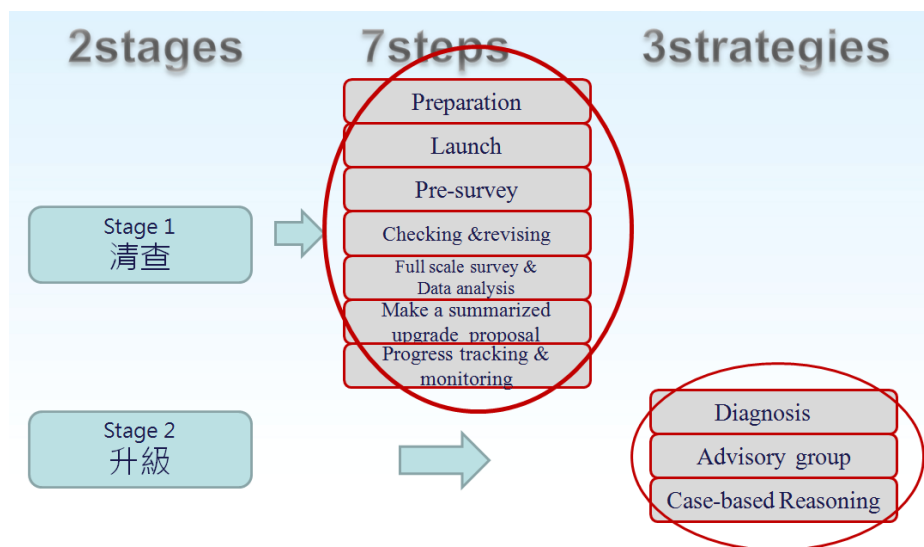 2stages
7steps
3strategies
Preparation
Launch
Pre-survey
Checking &revising
Full scale survey &
Data analysis
Make a summarized
upgrade proposal
Progress tracking &
monitoring
Stage 1
清查
Stage 2
升級
Diagnosis
Advisory group
Case-based Reasoning